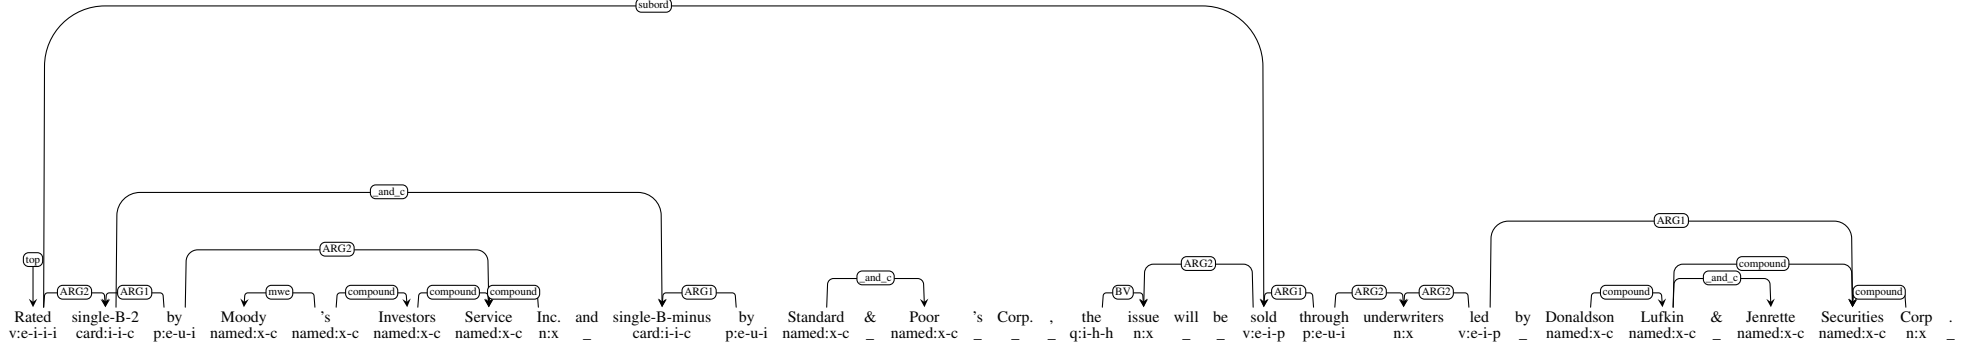 subord
_and_c
ARG1
top ARG2 ARG2 compound
_and_c
ARG2 ARG1 mwe compound compound compound ARG1 BV ARG1 ARG2 ARG2 compound _and_c compound
Rated single-B-2 by Moody 's Investors Service Inc. and single-B-minus by Standard & Poor 's Corp. , the issue will be sold through underwriters led by Donaldson Lufkin & Jenrette Securities Corp .
v:e-i-i-i card:i-i-c p:e-u-i named:x-c named:x-c named:x-c named:x-c n:x _ card:i-i-c p:e-u-i named:x-c _ named:x-c _ _ _ q:i-h-h n:x _ _ v:e-i-p p:e-u-i n:x v:e-i-p _ named:x-c named:x-c _ named:x-c named:x-c n:x _